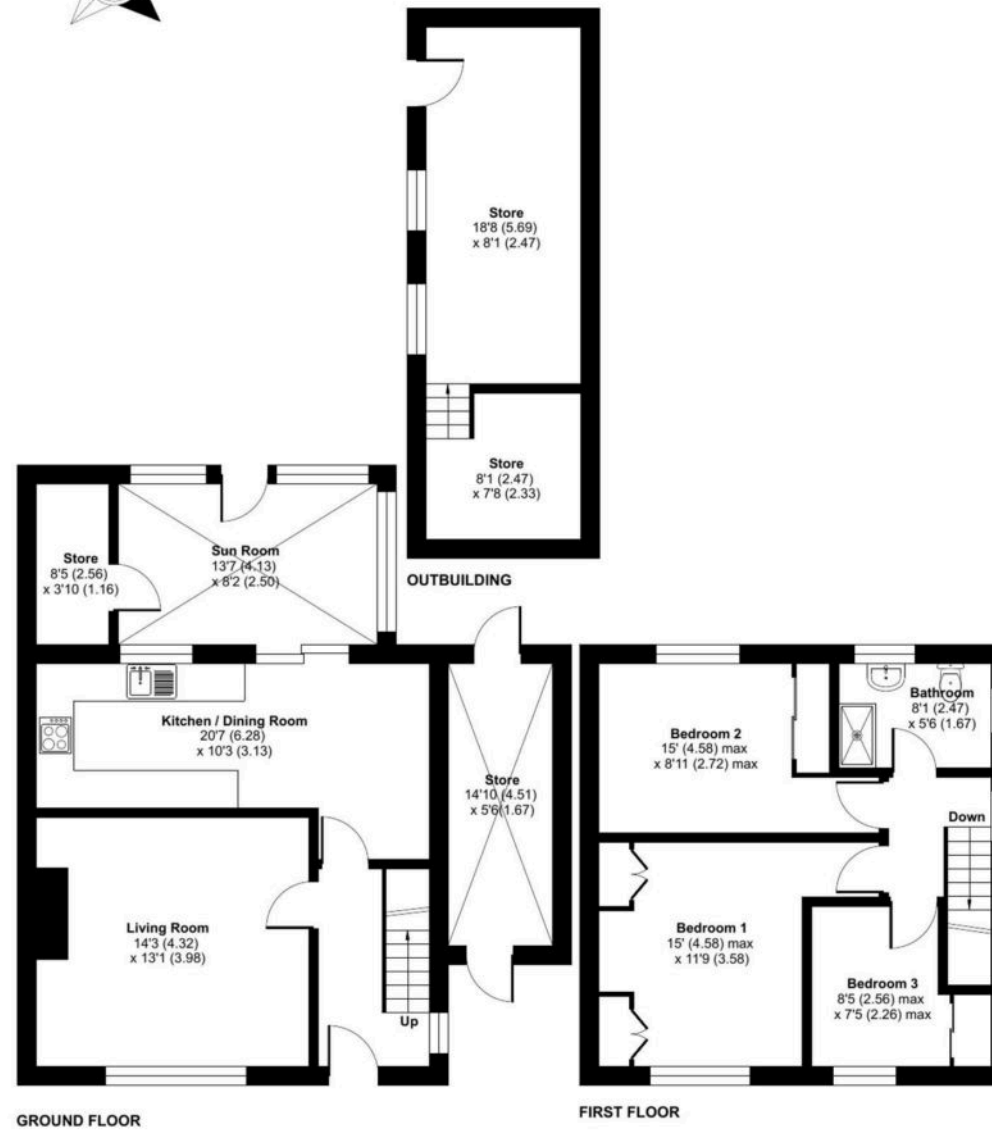 Store
18'8 (5.69)
x 8'1 (2.47)
Store
8'1 (2.47)
x 7'8 (2.33)
OUTBUILDING
Store
8'5 (2.56)
x 3'10 (1.16)
Sun Room
13'7 (4.13)
x 8'2 (2.50)
Kitchen / Dining Room
20'7 (6.28)
x 10'3 (3.13)
Store
14'10 (4.51)
x 5'6 (1.67)
Living Room
14'3 (4.32)
x 13'1 (3.98)
Up
GROUND FLOOR
Bedroom 2
15' (4.58) max
x 8'11 (2.72) max
Bathroom
8'1 (2.47)
x 5'6 (1.67)
Down
Bedroom 1
15' (4.58) max
x 11'9 (3.58)
Bedroom 3
8'5 (2.56) max
x 7'5 (2.26) max
FIRST FLOOR